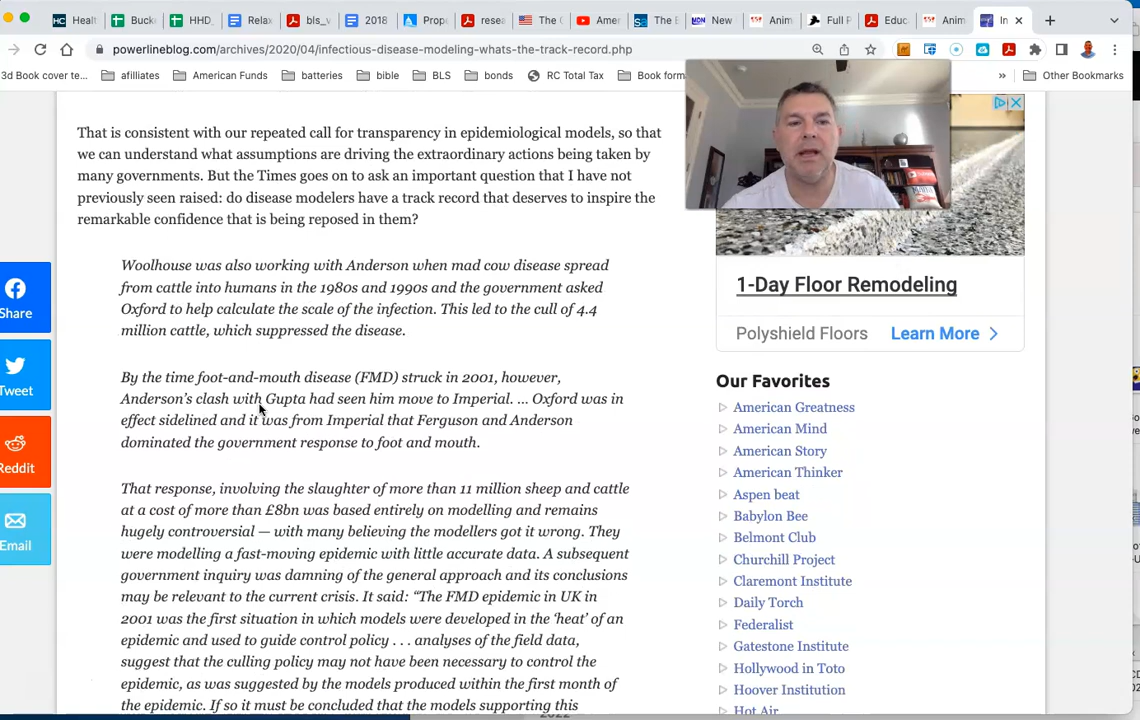 Healt
Buck
HHD_
Relax
bls_v
2018
Prope
resea
The C
Amer
The B
New
Anim
Full P
Educ
Anim
In
powerlineblog.com/archives/2020/04/infectious-disease-modeling-whats-the-track-record.php
3d Book cover te...
afilliates
American Funds
batteries
bible
BLS
bonds
RC Total Tax
Book form
»
Other Bookmarks
That is consistent with our repeated call for transparency in epidemiological models, so that
we can understand what assumptions are driving the extraordinary actions being taken by
many governments. But the Times goes on to ask an important question that I have not
previously seen raised: do disease modelers have a track record that deserves to inspire the
remarkable confidence that is being reposed in them?
Woolhouse was also working with Anderson when mad cow disease spread
from cattle into humans in the 1980s and 1990s and the government asked
Oxford to help calculate the scale of the infection. This led to the cull of 4.4
million cattle, which suppressed the disease.
By the time foot-and-mouth disease (FMD) struck in 2001, however,
Anderson's clash with Gupta had seen him move to Imperial. ... Oxford was in
effect sidelined and it was from Imperial that Ferguson and Anderson
dominated the government response to foot and mouth.
That response, involving the slaughter of more than 11 million sheep and cattle
at a cost of more than £8bn was based entirely on modelling and remains
hugely controversial — with many believing the modellers got it wrong. They
were modelling a fast-moving epidemic with little accurate data. A subsequent
government inquiry was damning of the general approach and its conclusions
may be relevant to the current crisis. It said: “The FMD epidemic in UK in
2001 was the first situation in which models were developed in the ‘heat’ of an
epidemic and used to guide control policy . . . analyses of the field data,
suggest that the culling policy may not have been necessary to control the
epidemic, as was suggested by the models produced within the first month of
the epidemic. If so it must be concluded that the models supporting this
Share
Tweet
Reddit
Email
1-Day Floor Remodeling
Polyshield Floors
Learn More
Our Favorites
American Greatness
American Mind
American Story
American Thinker
Aspen beat
Babylon Bee
Belmont Club
Churchill Project
Claremont Institute
Daily Torch
Federalist
Gatestone Institute
Hollywood in Toto
Hoover Institution
Hot Air